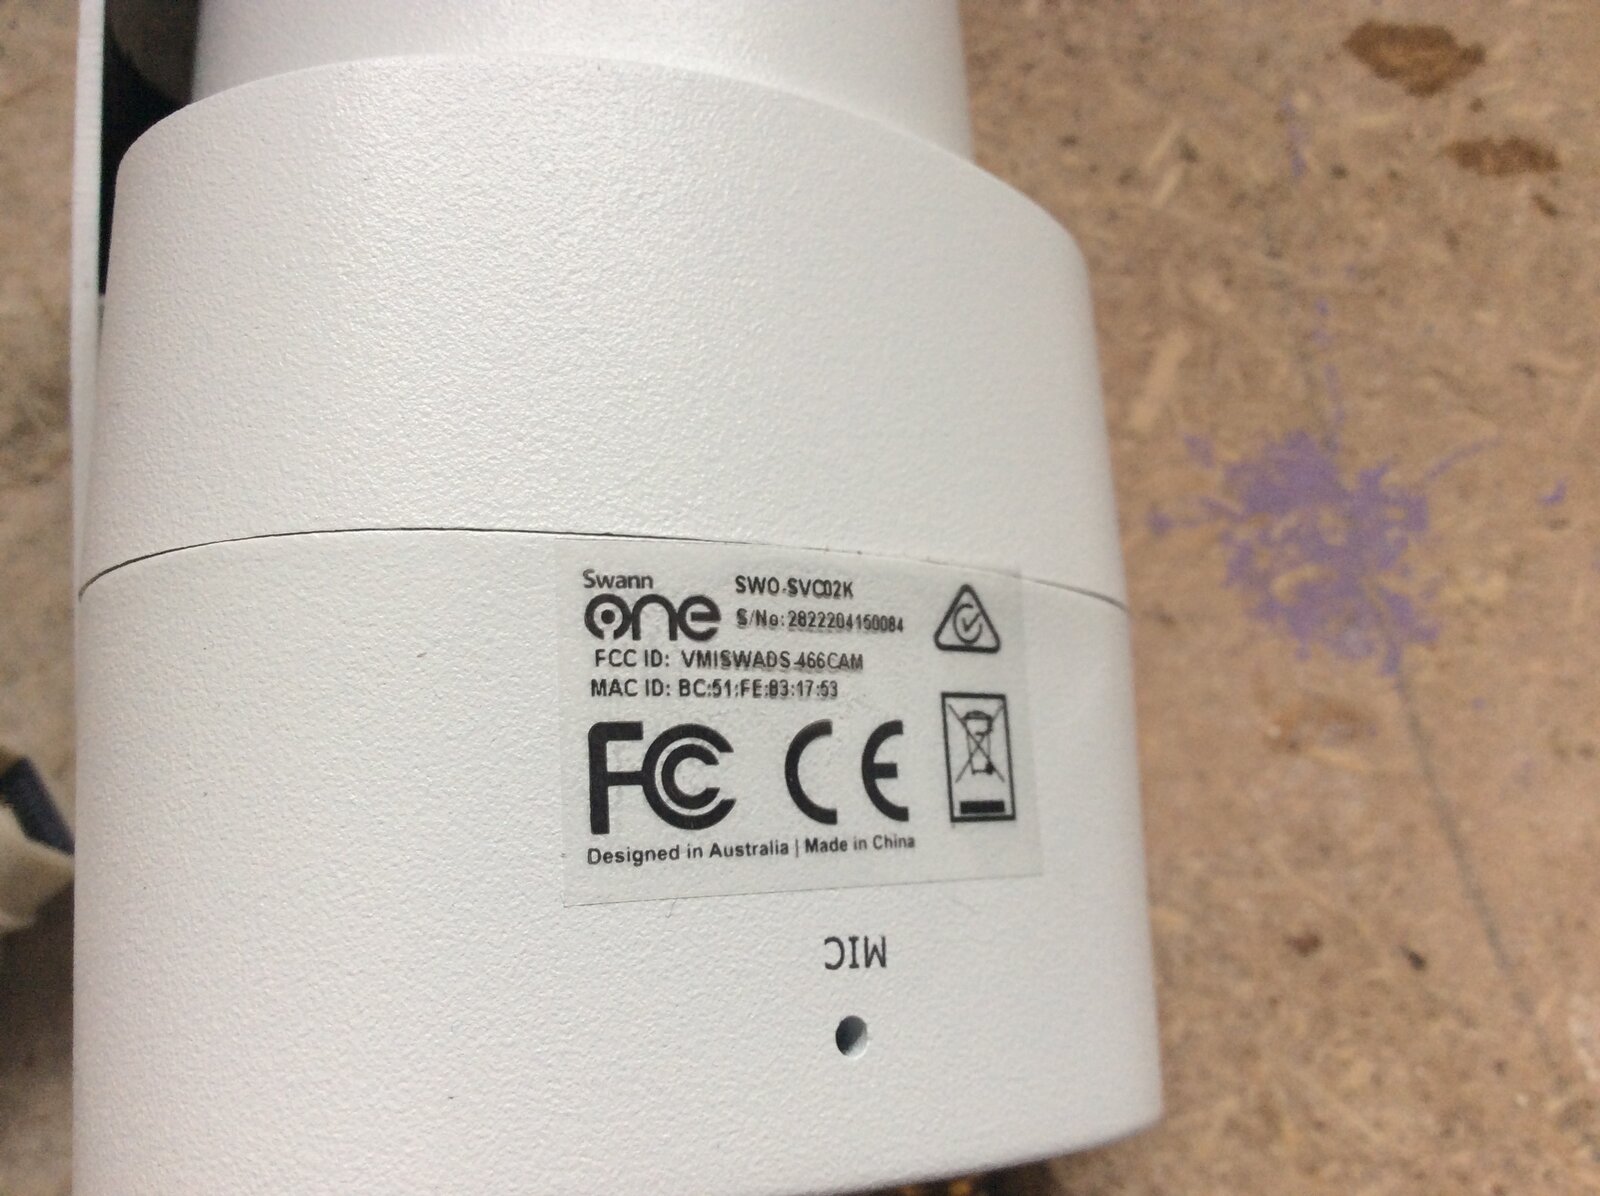 Swann
one
SWO-SVC02K
S/No: 2822204150084
FCC ID: VMISWADS-466CAM
MAC ID: BC:51:FE:83:17:53
FC CE
Designed in Australia | Made in China
MIC